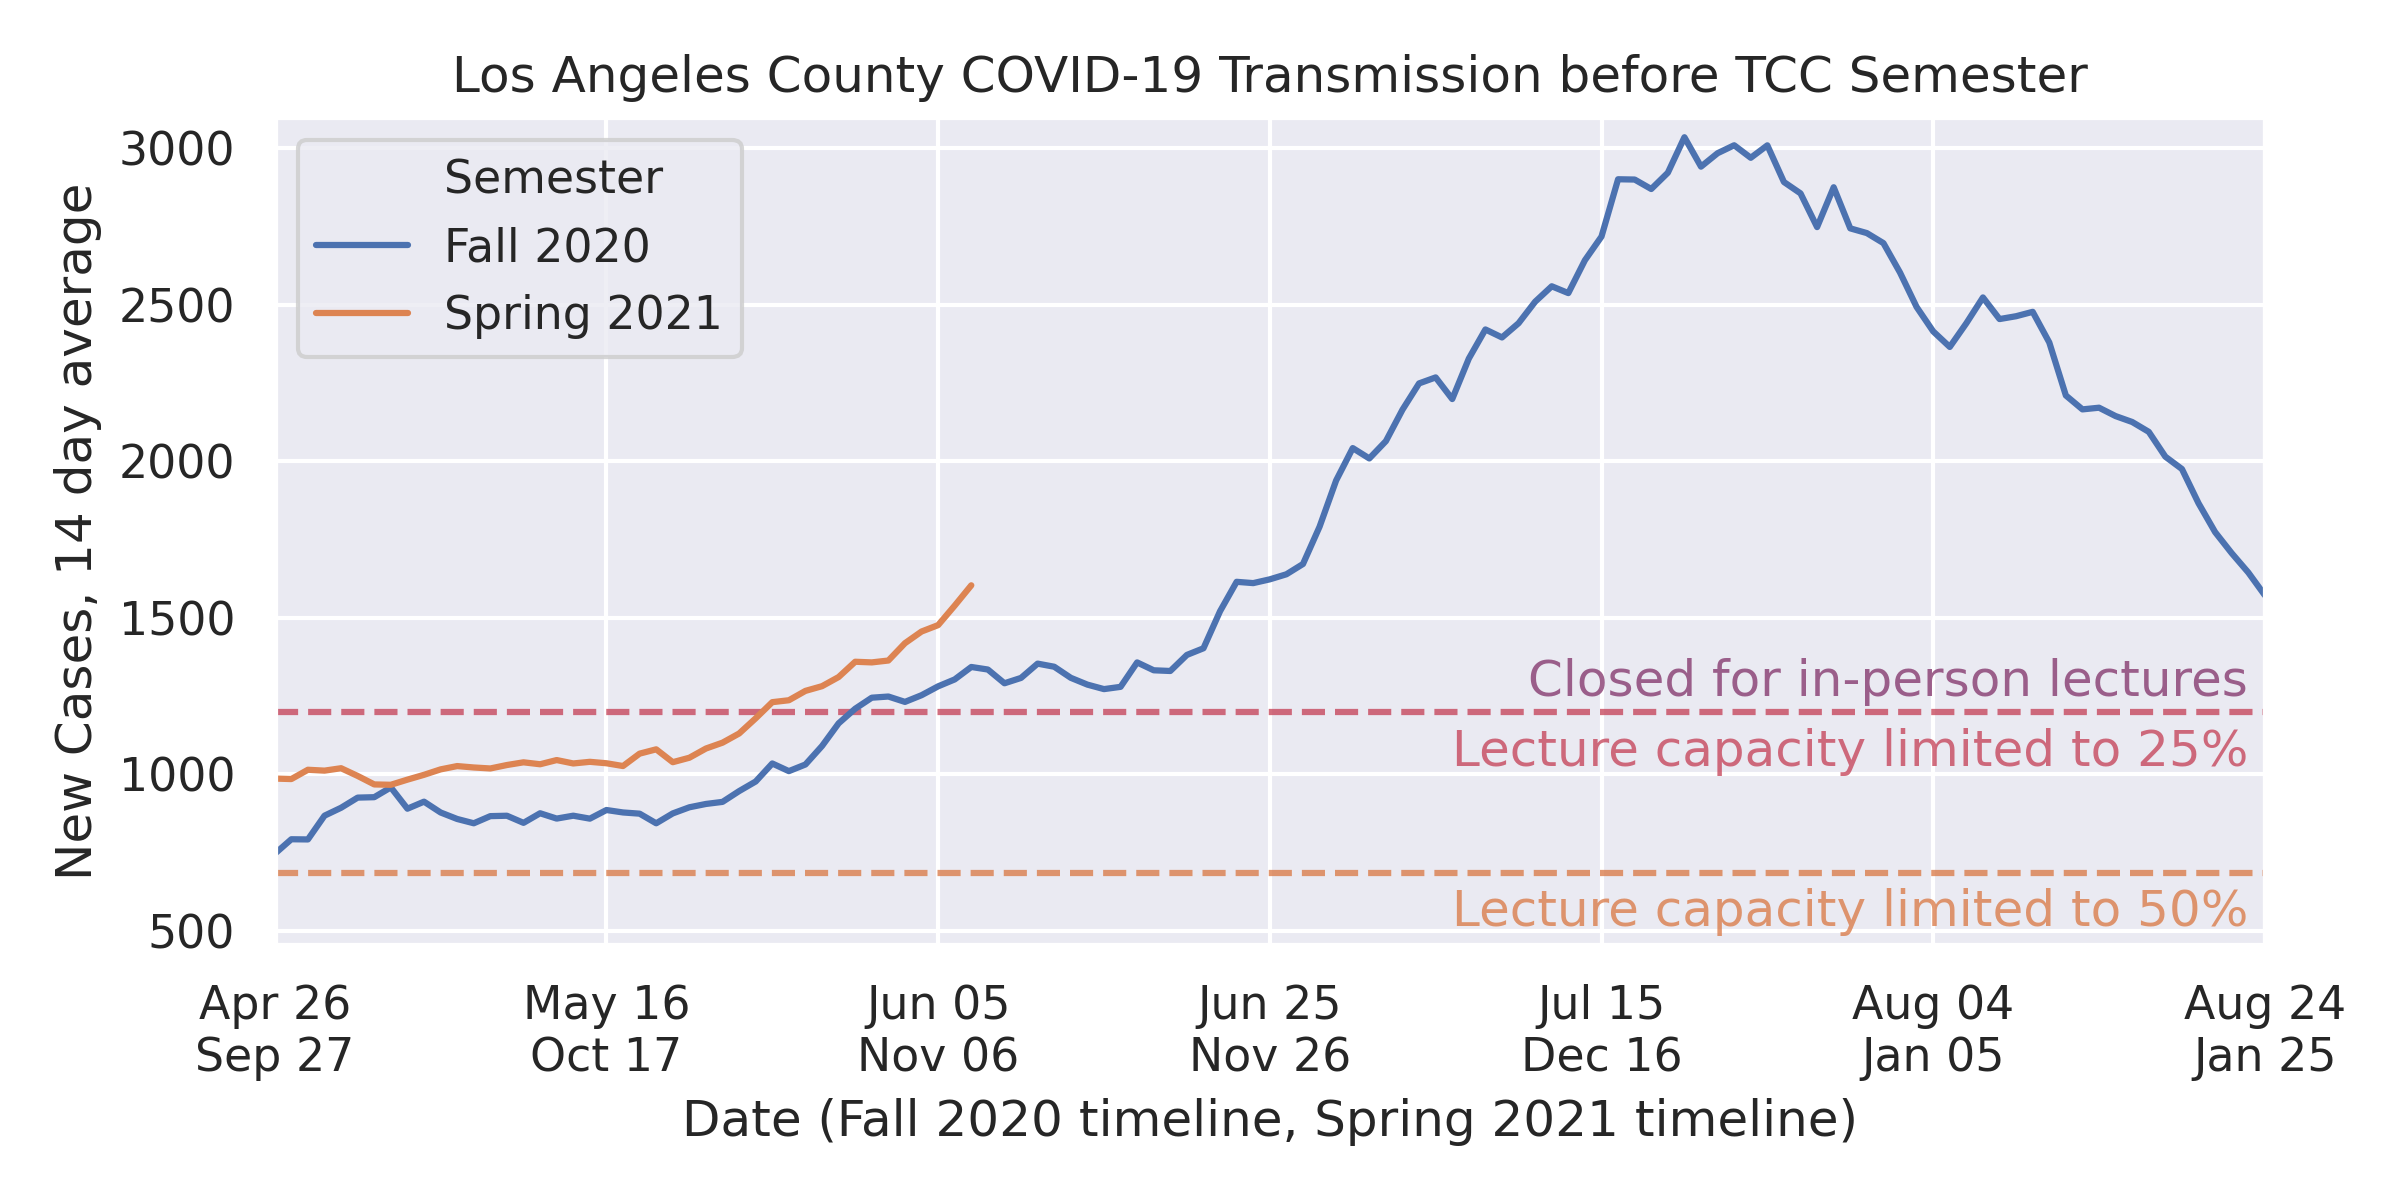 Los Angeles County COVID-19 Transmission before TCC Semester
New Cases, 14 day average
3000
2500
2000
1500
1000
500
Semester
Fall 2020
Spring 2021
Closed for in-person lectures
Lecture capacity limited to 25%
Lecture capacity limited to 50%
Apr 26 May 16 Jun 05 Jun 25 Jul 15 Aug 04 Aug 24
Sep 27 Oct 17 Nov 06 Nov 26 Dec 16 Jan 05 Jan 25
Date (Fall 2020 timeline, Spring 2021 timeline)